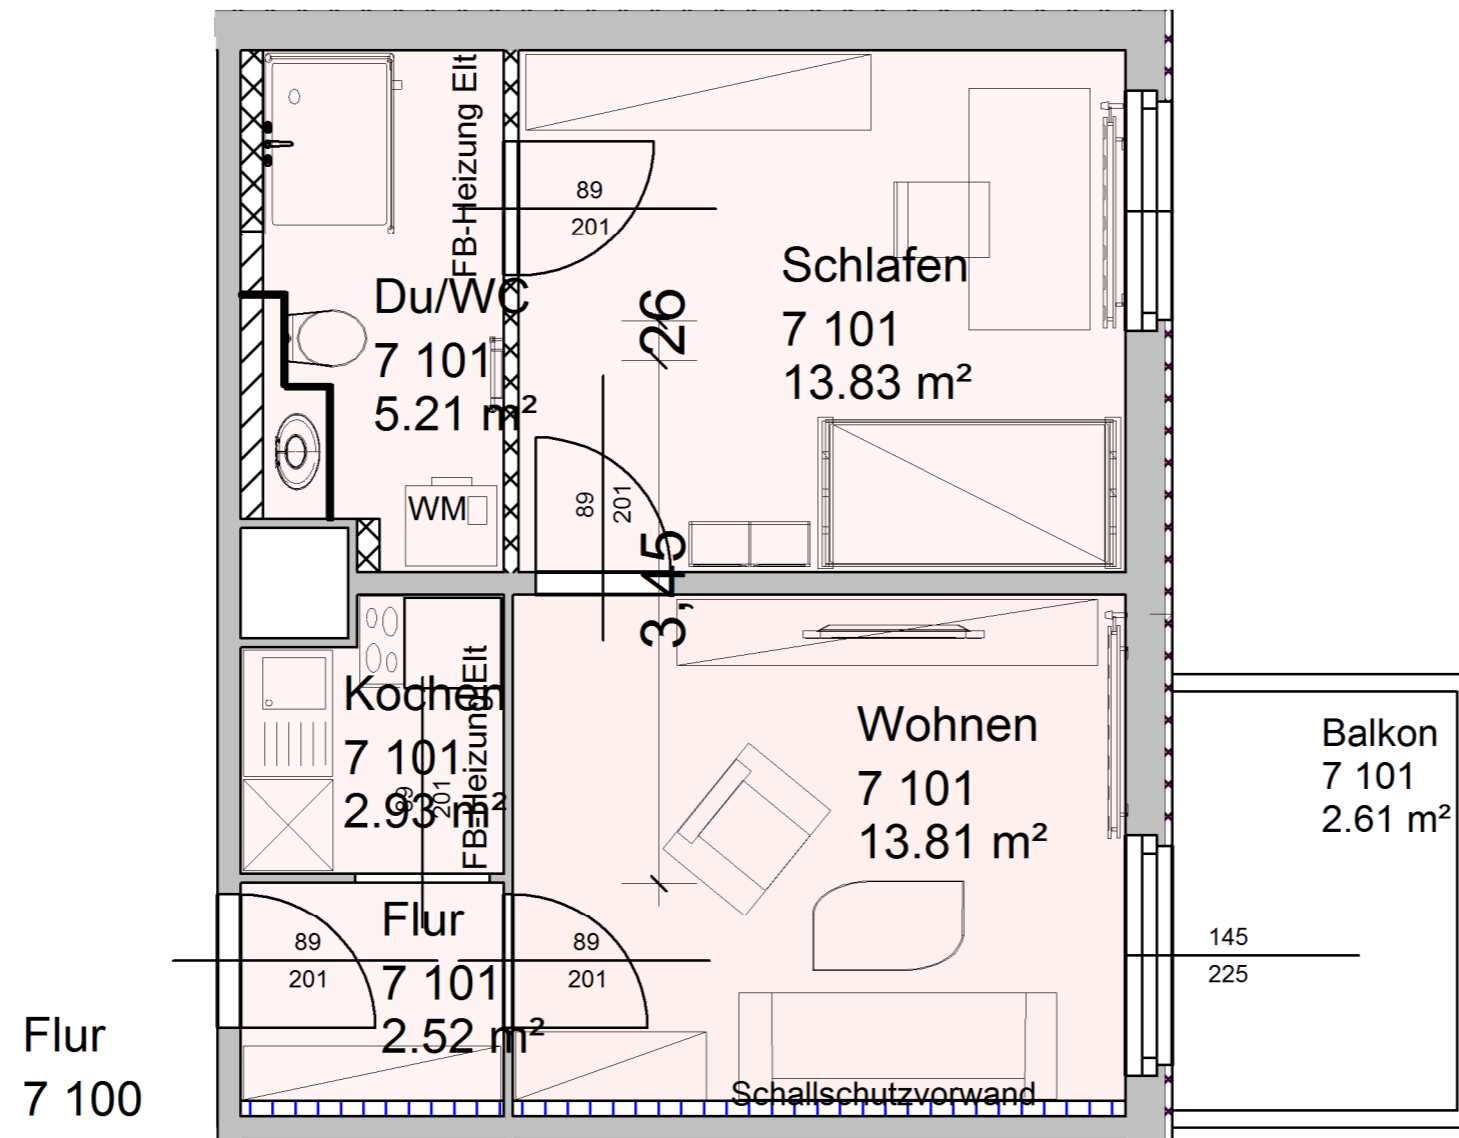 FB-Heizung Elt
89
201
Du/WC
7 101
5.21 m²
Schlafen
7 101
13.83 m²
26
WM
89
201
3,45
Kochen
7 101
2.93 m²
89
201
FB-Heizung Elt
Wohnen
7 101
13.81 m²
Balkon
7 101
2.61 m²
Flur
7 101
2.52 m²
89
201
89
201
145
225
Flur
7 100
Schallschutzvorwand